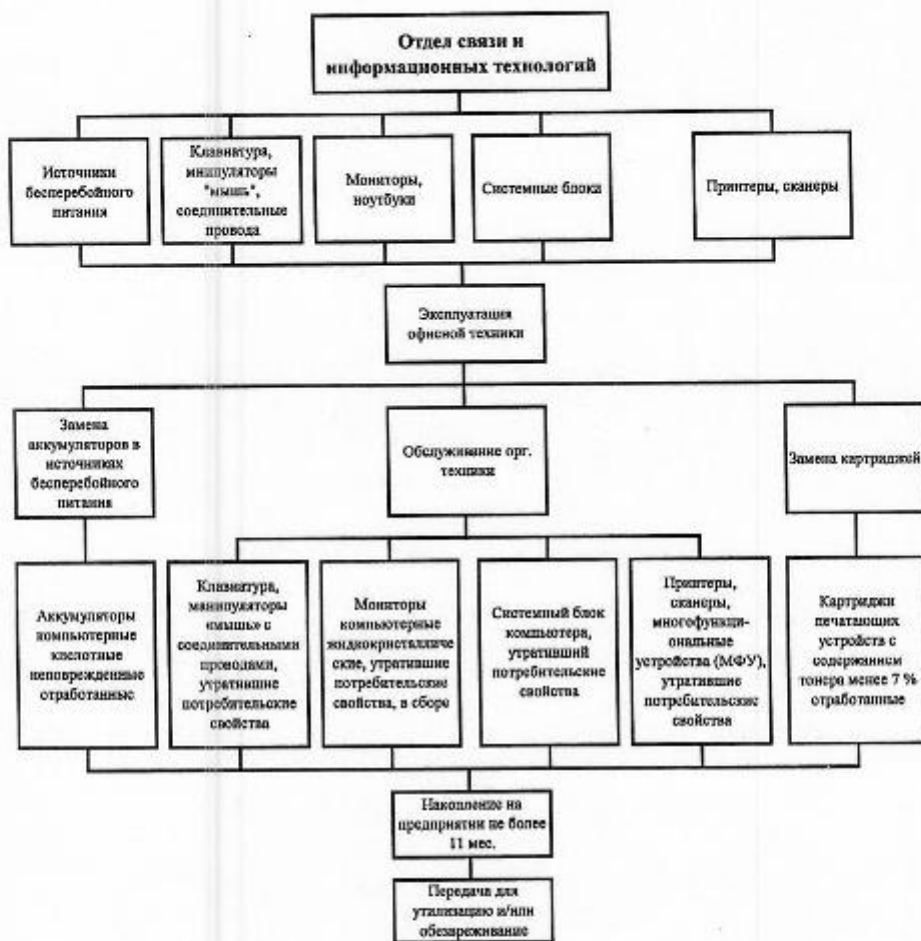 Отдел связи и
информационных технологий
Источники
бесперебойного
питания
Клавиатура,
манипуляторы
"мышь",
соединительные
провода
Мониторы,
ноутбуки
Системные блока
Принтеры, сканеры
Эксплуатация
офисной техники
Замена
аккумуляторов в
источниках
бесперебойного
питания
Обслуживание орг.
техники
Замена картриджей
Аккумуляторы
компьютерные
кислотные
неповрежденные
отработанные
Клавиатура,
манипуляторы
«мышь» с
соединительными
проводами,
утратившие
потребительские
свойства
Мониторы
компьютерные
жидкокристалличе
ские, утратившие
потребительские
свойства, в сборе
Системный блок
компьютера,
утративший
потребительские
свойства
Принтеры,
сканеры,
многофункци-
ональные
устройства (МФУ),
утратившие
потребительские
свойства
Картриджи
печатающих
устройств с
содержанием
тонера менее 7 %
отработанные
Накопление на
предприятии не более
11 мес.
Передача для
утилизацию и/или
обезареживание